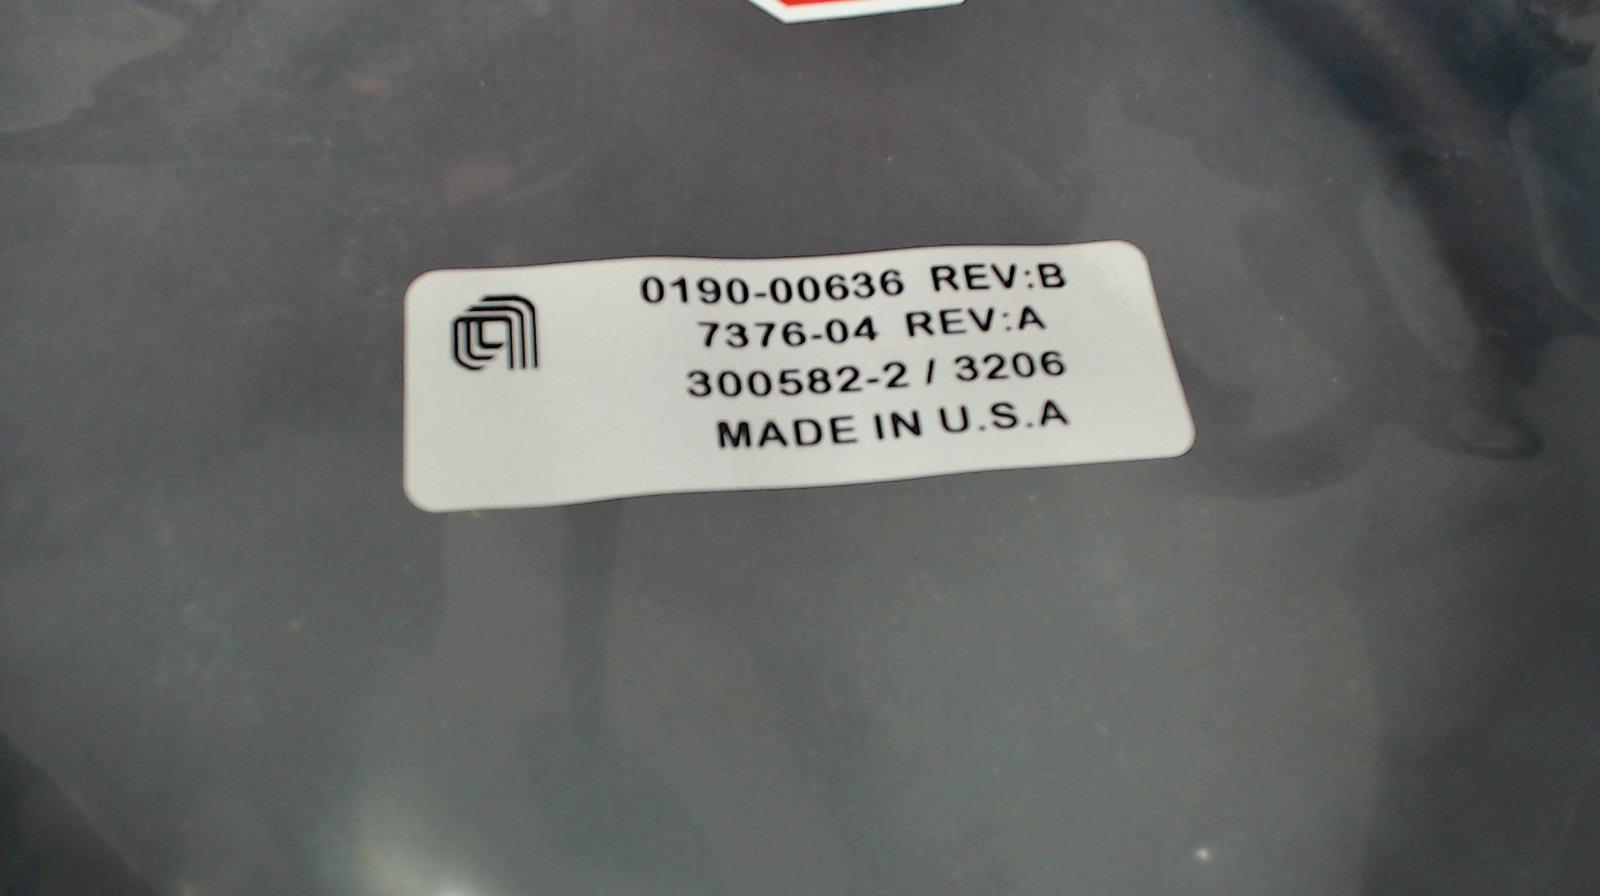 0190-00636 REV:B
7376-04 REV:A
300582-2 / 3206
MADE IN U.S.A